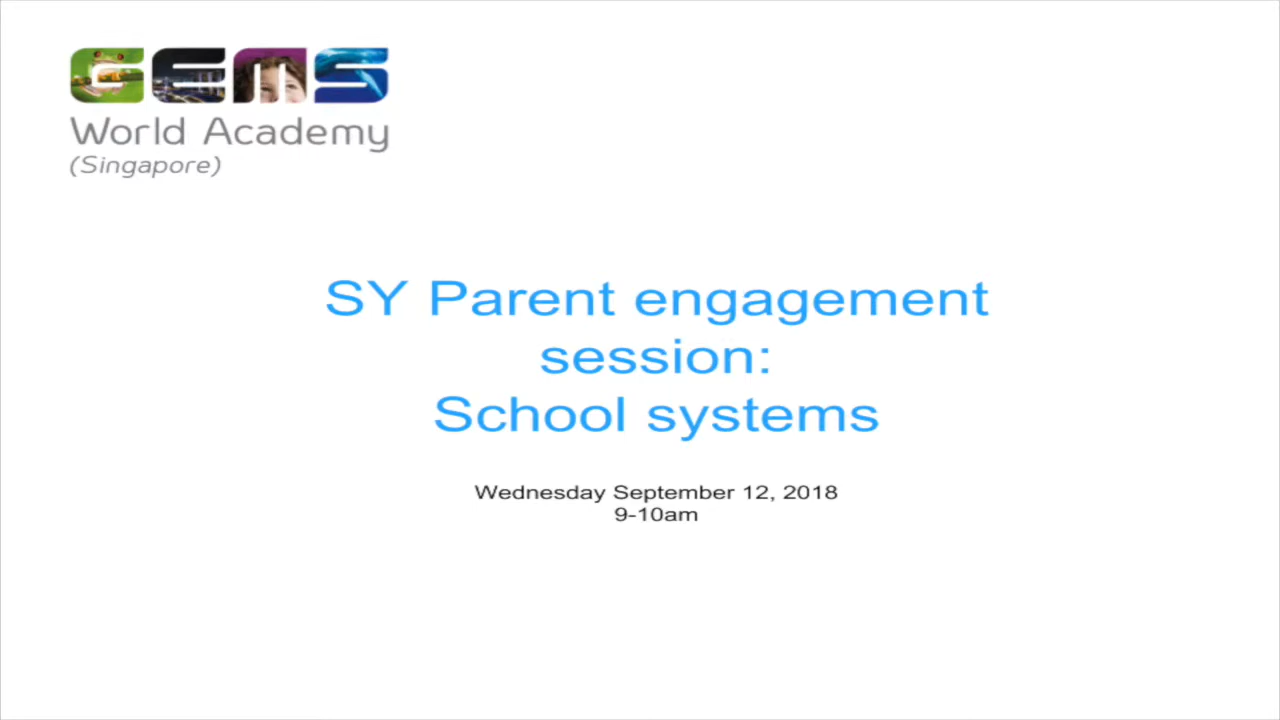 GEMS
World Academy
(Singapore)
SY Parent engagement
session:
School systems
Wednesday September 12, 2018
9-10am